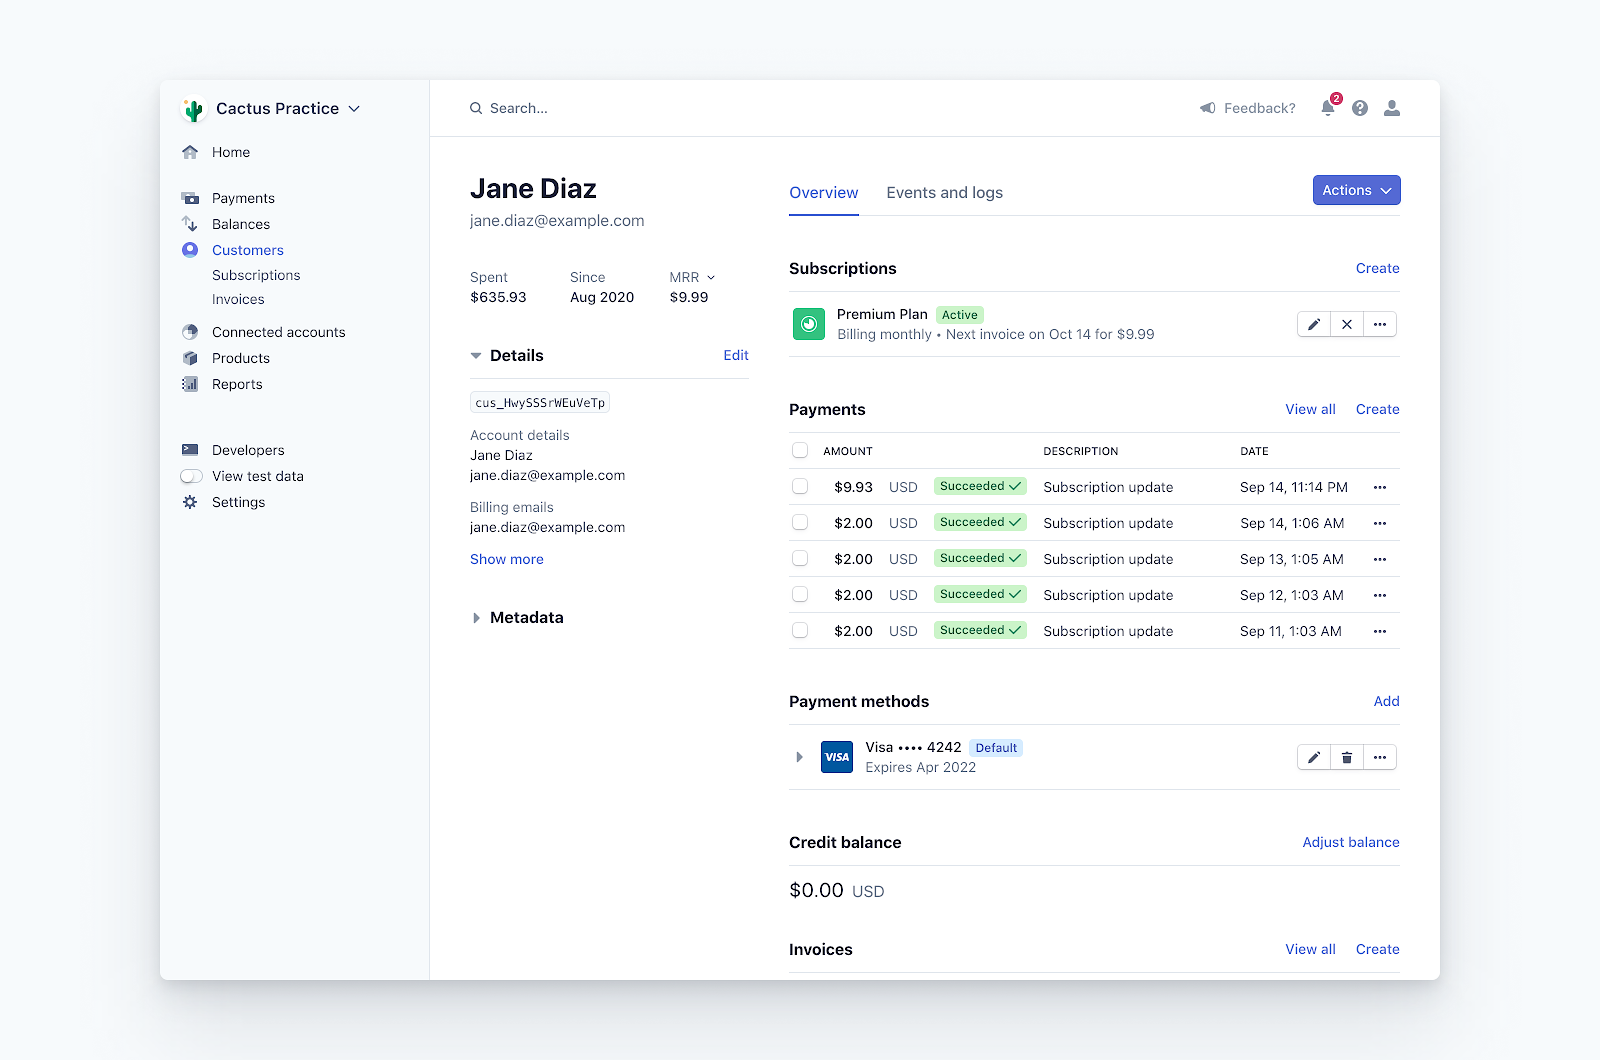 Cactus Practice
Home
Payments
Balances
Customers
Subscriptions
Invoices
Connected accounts
Products
Reports
Developers
View test data
Settings
Search...
Feedback?
2
Jane Diaz
jane.diaz@example.com
Spent
$635.93
Since
Aug 2020
MRR
$9.99
Details
Edit
cus_HwySSSrWEuVeTp
Account details
Jane Diaz
jane.diaz@example.com
Billing emails
jane.diaz@example.com
Show more
Metadata
Overview
Events and logs
Actions
Subscriptions
Create
Premium Plan Active
Billing monthly • Next invoice on Oct 14 for $9.99
Payments
View all
Create
AMOUNT DESCRIPTION DATE
$9.93 USD Succeeded Subscription update Sep 14, 11:14 PM
$2.00 USD Succeeded Subscription update Sep 14, 1:06 AM
$2.00 USD Succeeded Subscription update Sep 13, 1:05 AM
$2.00 USD Succeeded Subscription update Sep 12, 1:03 AM
$2.00 USD Succeeded Subscription update Sep 11, 1:03 AM
Payment methods
Add
VISA
Visa •••• 4242 Default
Expires Apr 2022
Credit balance
Adjust balance
$0.00 USD
Invoices
View all
Create